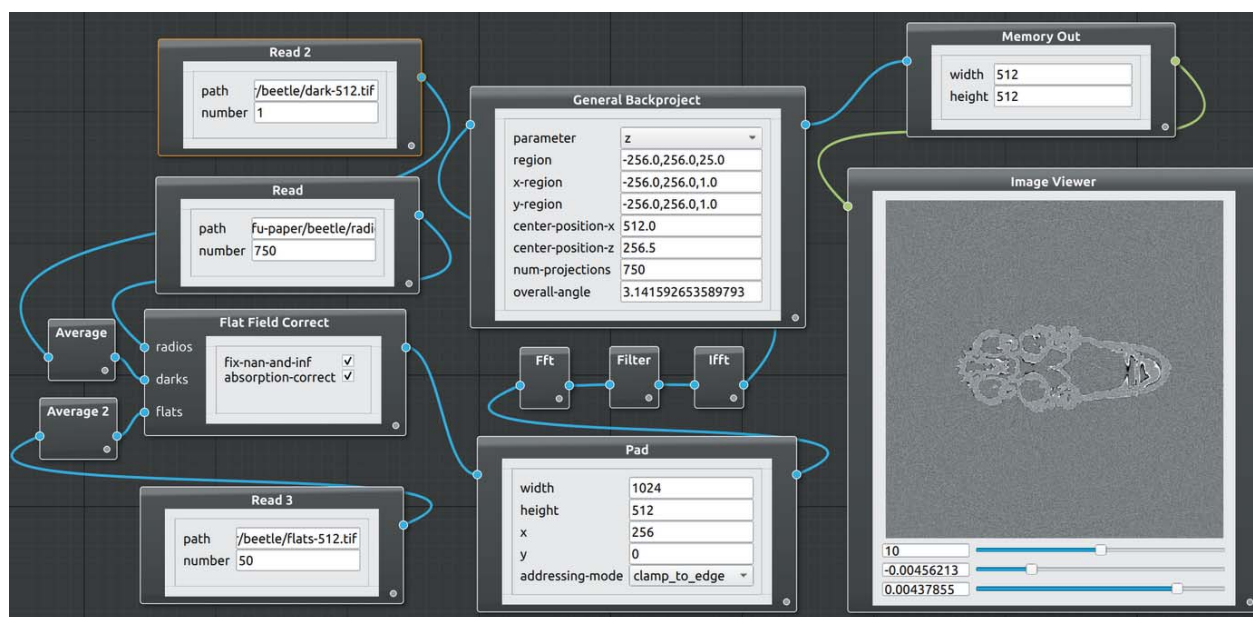 Read 2
path /beetle/dark-512.tif
number 1
Read
path fu-paper/beetle/radi
number 750
Average
Flat Field Correct
radios
darks
flats
fix-nan-and-inf
absorption-correct
Average 2
Read 3
path /beetle/flats-512.tif
number 50
General Backproject
parameter z
region -256.0,256.0,25.0
x-region -256.0,256.0,1.0
y-region -256.0,256.0,1.0
center-position-x 512.0
center-position-z 256.5
num-projections 750
overall-angle 3.141592653589793
Fft
Filter
Ifft
Pad
width 1024
height 512
x 256
y 0
addressing-mode clamp_to_edge
Memory Out
width 512
height 512
Image Viewer
10
-0.00456213
0.00437855